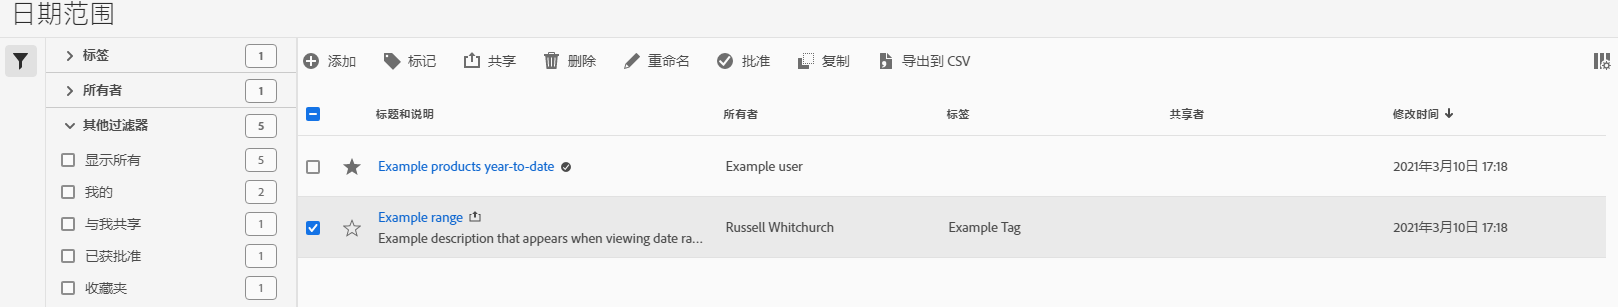 日期范围
标签 1
所有者 1
其他过滤器 5
显示所有 5
我的 2
与我共享 1
已获批准 1
收藏夹 1
添加 标记 共享 删除 重命名 批准 复制 导出到 CSV
标题和说明 所有者 标签 共享者 修改时间
Example products year-to-date Example user 2021年3月10日 17:18
Example range Russell Whitchurch Example Tag 2021年3月10日 17:18
Example description that appears when viewing date ra...